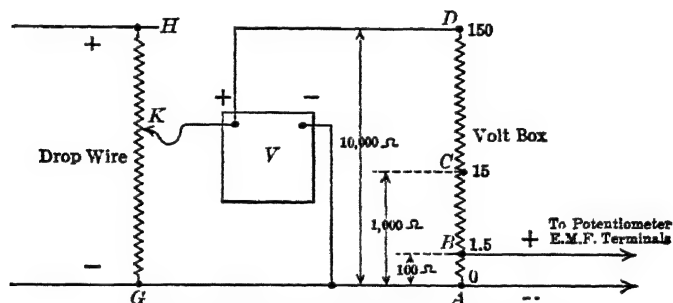 H
D
150
+
K
+
−
10,000 Ω
Volt Box
Drop Wire
V
C
15
1,000 Ω
To Potentiometer
B
1.5
+
E.M.F. Terminals
−
100 Ω
0
G
A
--